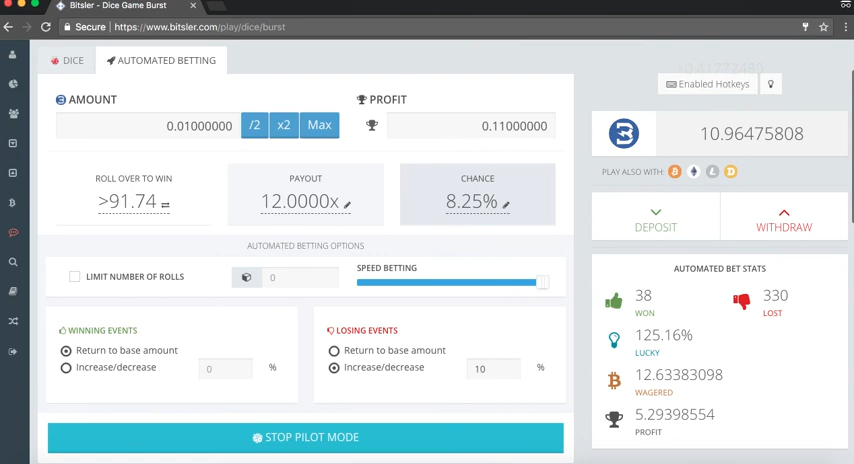 Bitsler - Dice Game Burst
Secure https://www.bitsler.com/play/dice/burst
DICE
AUTOMATED BETTING
AMOUNT
PROFIT
0.01000000 /2 x2 Max
0.11000000
ROLL OVER TO WIN
>91.74
PAYOUT
12.0000x
CHANCE
8.25%
AUTOMATED BETTING OPTIONS
LIMIT NUMBER OF ROLLS
0
SPEED BETTING
WINNING EVENTS
Return to base amount
Increase/decrease 0 %
LOSING EVENTS
Return to base amount
Increase/decrease 10 %
STOP PILOT MODE
Enabled Hotkeys
10.96475808
PLAY ALSO WITH:
DEPOSIT
WITHDRAW
AUTOMATED BET STATS
38
WON
330
LOST
125.16%
LUCKY
12.63383098
WAGERED
5.29398554
PROFIT